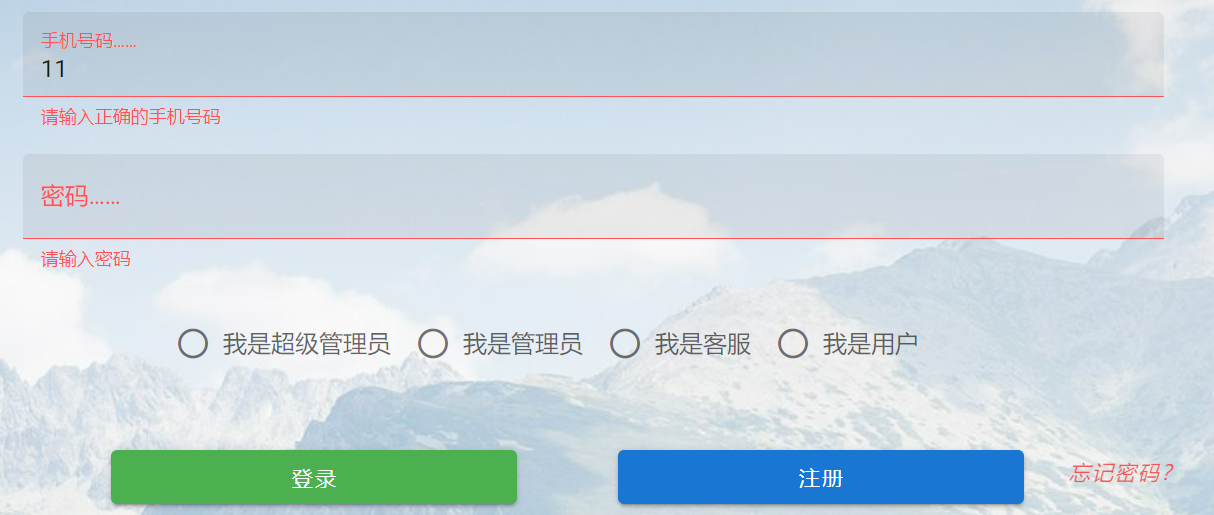 手机号码……
11
请输入正确的手机号码
密码……
请输入密码
我是超级管理员 我是管理员 我是客服 我是用户
登录 注册 忘记密码？